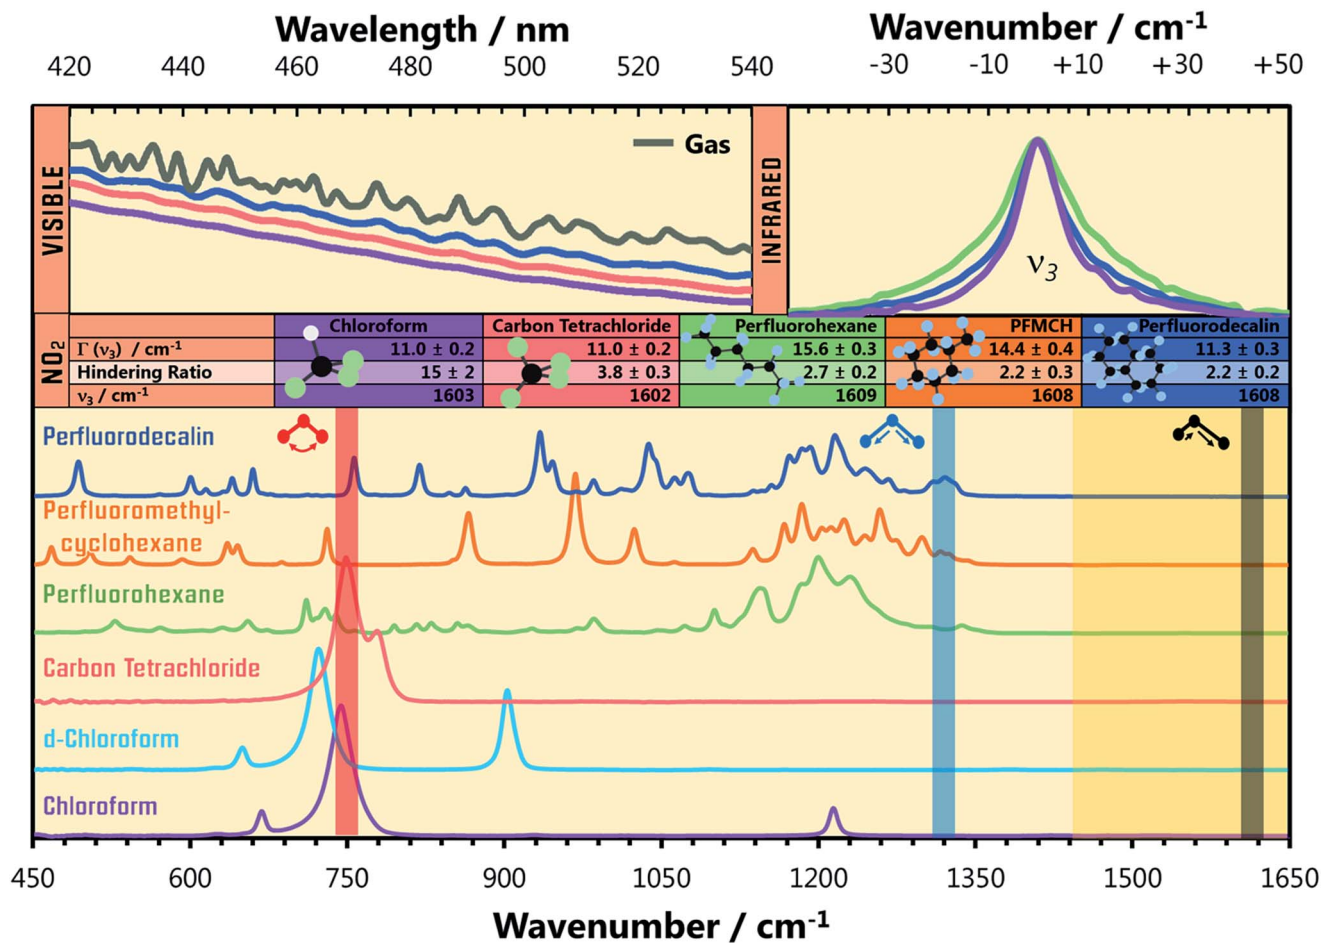 Wavelength / nm
Wavenumber / cm-1
420 440 460 480 500 520 540
-30 -10 +10 +30 +50
VISIBLE
Gas
INFRARED
ν3
NO2
Chloroform Carbon Tetrachloride Perfluorohexane PFMCH Perfluorodecalin
Γ (ν3) / cm-1 11.0 ± 0.2 11.0 ± 0.2 15.6 ± 0.3 14.4 ± 0.4 11.3 ± 0.3
Hindering Ratio 15 ± 2 3.8 ± 0.3 2.7 ± 0.2 2.2 ± 0.3 2.2 ± 0.2
ν3 / cm-1 1603 1602 1609 1608 1608
Perfluorodecalin
Perfluoromethyl-
cyclohexane
Perfluorohexane
Carbon Tetrachloride
d-Chloroform
Chloroform
450 600 750 900 1050 1200 1350 1500 1650
Wavenumber / cm-1